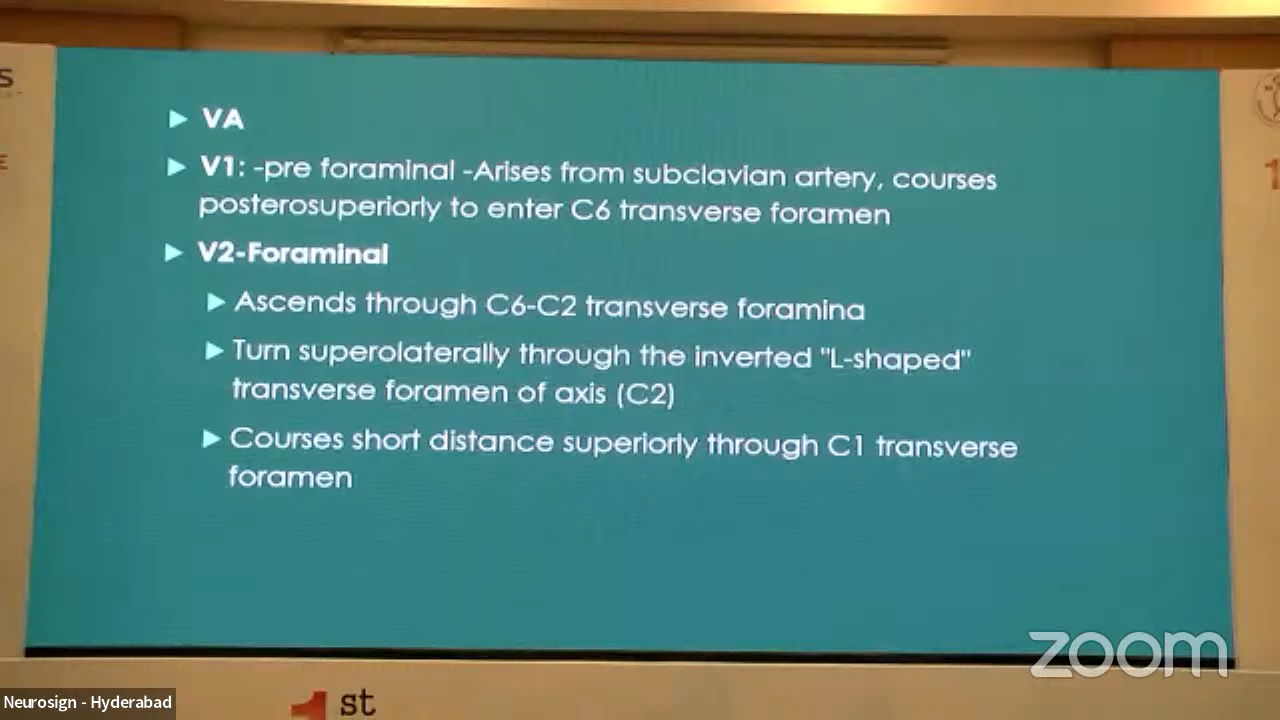 S
VA
V1: -pre foraminal -Arises from subclavian artery, courses
posterosuperiorly to enter C6 transverse foramen
V2-Foraminal
Ascends through C6-C2 transverse foramina
Turn superolaterally through the inverted "L-shaped"
transverse foramen of axis (C2)
Courses short distance superiorly through C1 transverse
foramen
zoom
Neurosign - Hyderabad
1st